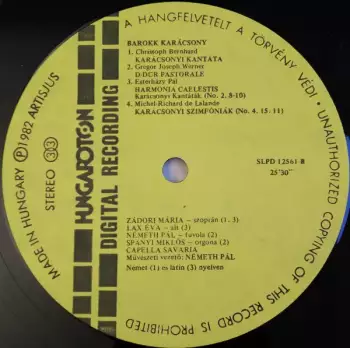 A HANGFELVÉTELT A TÖRVÉNY VÉDI · UNAUTHORIZED COPYING OF THIS RECORD IS PROHIBITED
MADE IN HUNGARY Ⓟ 1982 ARTISJUS
STEREO 33
HUNGAROTON
DIGITAL RECORDING
BAROKK KARÁCSONY
1. Christoph Bernhard
KARÁCSONYI KANTÁTA
2. Gregor Joseph Werner
D-DUR PASTORALE
3. Esterházy Pál
HARMONIA CAELESTIS
Karácsonyi Kantáták (No. 2, 8-10)
4. Michel-Richard de Lalande
KARÁCSONYI SZIMFÓNIÁK (No. 4, 15, 11)
SLPD 12561-B
25'30"
ZÁDORI MÁRIA - szoprán (1, 3)
LAX ÉVA - alt (3)
NÉMETH PÁL - fuvola (2)
SPÁNYI MIKLÓS - orgona (2)
CAPELLA SAVARIA
Művészeti vezető: NÉMETH PÁL
Német (1) és latin (3) nyelven